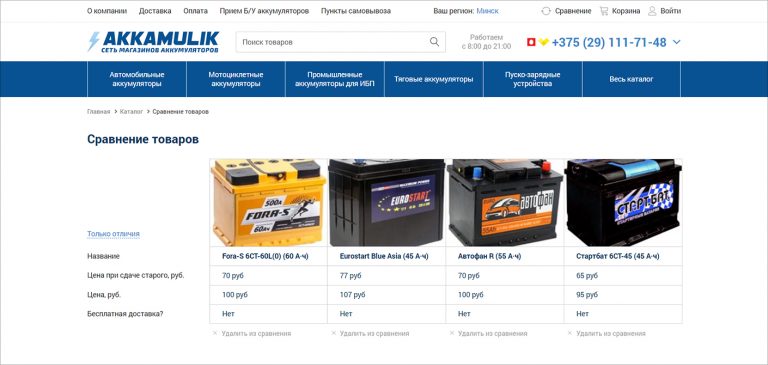 О компании Доставка Оплата Прием Б/У аккумуляторов Пункты самовывоза Ваш регион: Минск Сравнение Корзина Войти
AKKAMULIK
СЕТЬ МАГАЗИНОВ АККУМУЛЯТОРОВ
Поиск товаров
Работаем
с 8:00 до 21:00
+375 (29) 111-71-48
Автомобильные
аккумуляторы
Мотоциклетные
аккумуляторы
Промышленные
аккумуляторы для ИБП
Тяговые аккумуляторы
Пуско-зарядные
устройства
Весь каталог
Главная > Каталог > Сравнение товаров
Сравнение товаров
500A
FORA-S
60Ah
EUROSTART
АВТОФАН
55Ah
СТАРТБАТ
Только отличия
Название Fora-S 6CT-60L(0) (60 А·ч) Eurostart Blue Asia (45 А·ч) Автофан R (55 А·ч) Стартбат 6СТ-45 (45 А·ч)
Цена при сдаче старого, руб. 70 руб 77 руб 70 руб 65 руб
Цена, руб. 100 руб 107 руб 100 руб 95 руб
Бесплатная доставка? Нет Нет Нет Нет
× Удалить из сравнения × Удалить из сравнения × Удалить из сравнения × Удалить из сравнения